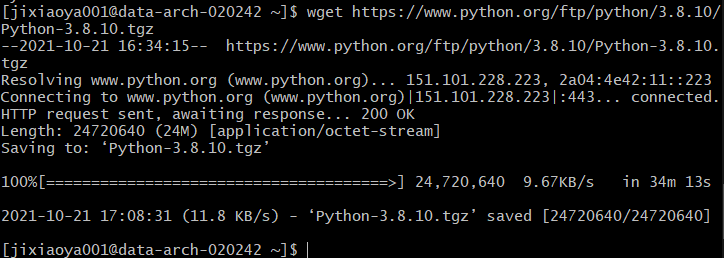 [jixiaoya001@data-arch-020242 ~]$ wget https://www.python.org/ftp/python/3.8.10/
Python-3.8.10.tgz
--2021-10-21 16:34:15--  https://www.python.org/ftp/python/3.8.10/Python-3.8.10.
tgz
Resolving www.python.org (www.python.org)... 151.101.228.223, 2a04:4e42:11::223
Connecting to www.python.org (www.python.org)|151.101.228.223|:443... connected.
HTTP request sent, awaiting response... 200 OK
Length: 24720640 (24M) [application/octet-stream]
Saving to: ‘Python-3.8.10.tgz’
100%[======================================>] 24,720,640  9.67KB/s   in 34m 13s
2021-10-21 17:08:31 (11.8 KB/s) - ‘Python-3.8.10.tgz’ saved [24720640/24720640]
[jixiaoya001@data-arch-020242 ~]$